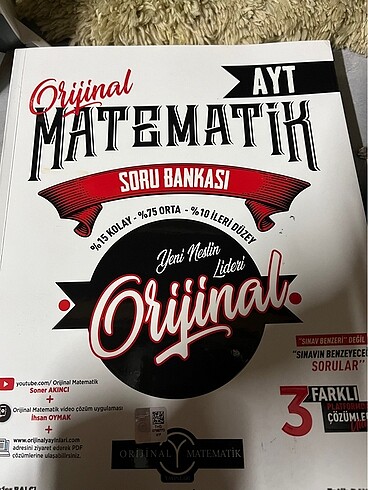 Orijinal
AYT
MATEMATİK
SORU BANKASI
%15 KOLAY - %75 ORTA - %10 İLERİ DÜZEY
Yeni Neslin
Lideri
Orijinal
"SINAV BENZERİ" DEĞİL
"SINAVIN BENZEYECEĞİ
SORULAR"
youtube.com/ Orijinal Matematik
Soner AKINCI
+
Orijinal Matematik video çözüm uygulaması
İhsan OYMAK
+
www.orijinalyayinlari.com
adresini ziyaret ederek PDF
çözümlerine ulaşabilirsiniz.
3 FARKLI
PLATFORMDA
ÇÖZÜMLER
ORİJİNAL MATEMATİK
BALCI